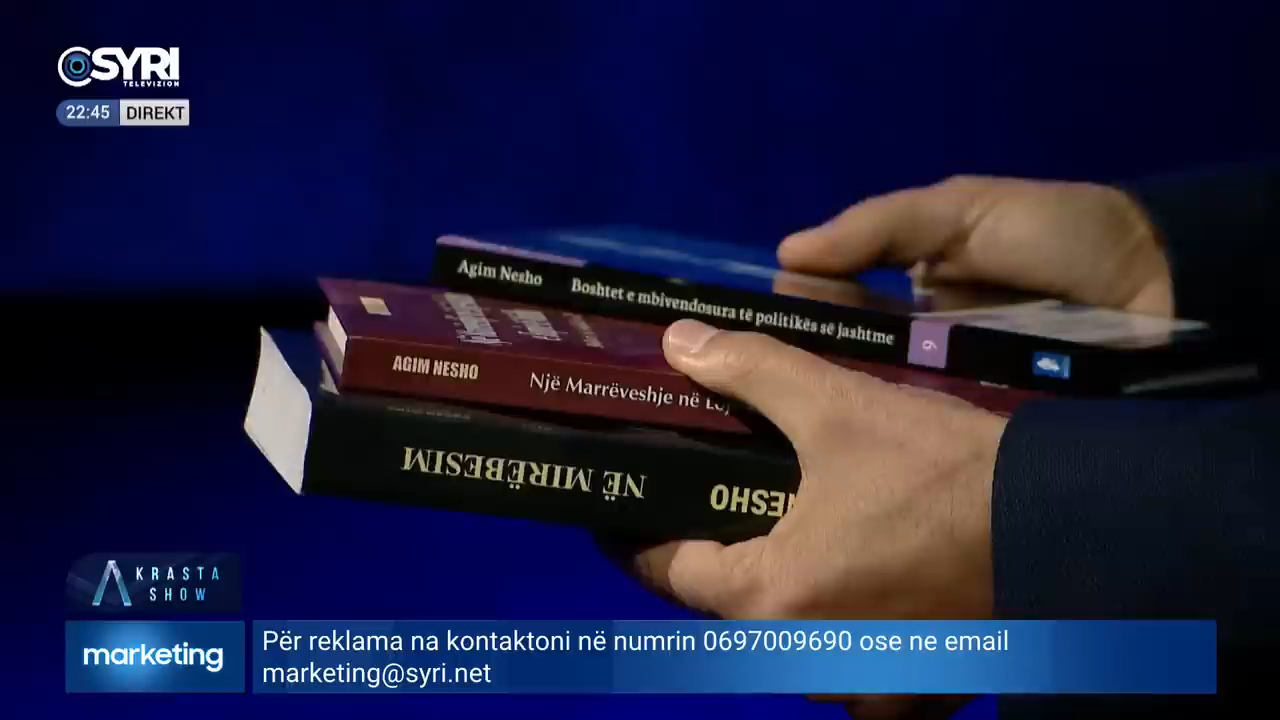 SYRI
TELEVIZION
22:45 DIREKT
Agim Nesho Boshtet e mbivendosura të politikës së jashtme 6
AGIM NESHO Një Marrëveshje në
NË MIRËBESIM
NESHO
KRASTA
SHOW
marketing
Për reklama na kontaktoni në numrin 0697009690 ose ne email
marketing@syri.net